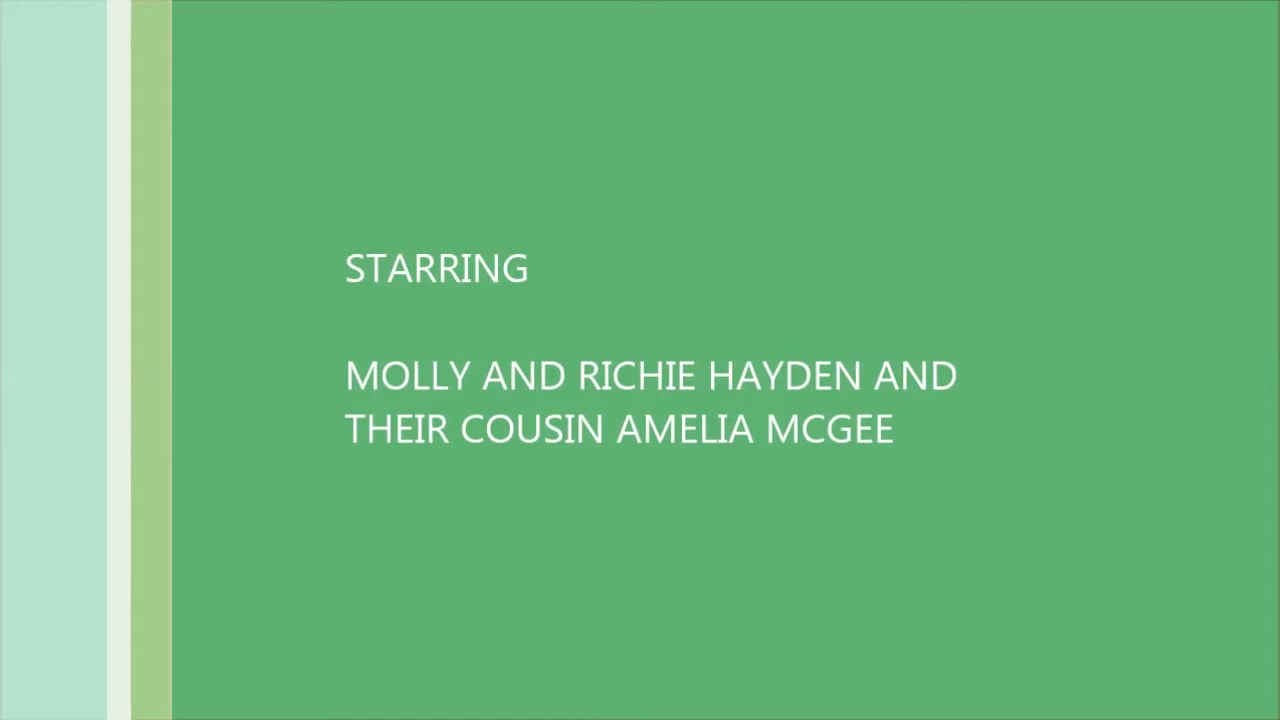 STARRING
MOLLY AND RICHIE HAYDEN AND
THEIR COUSIN AMELIA MCGEE